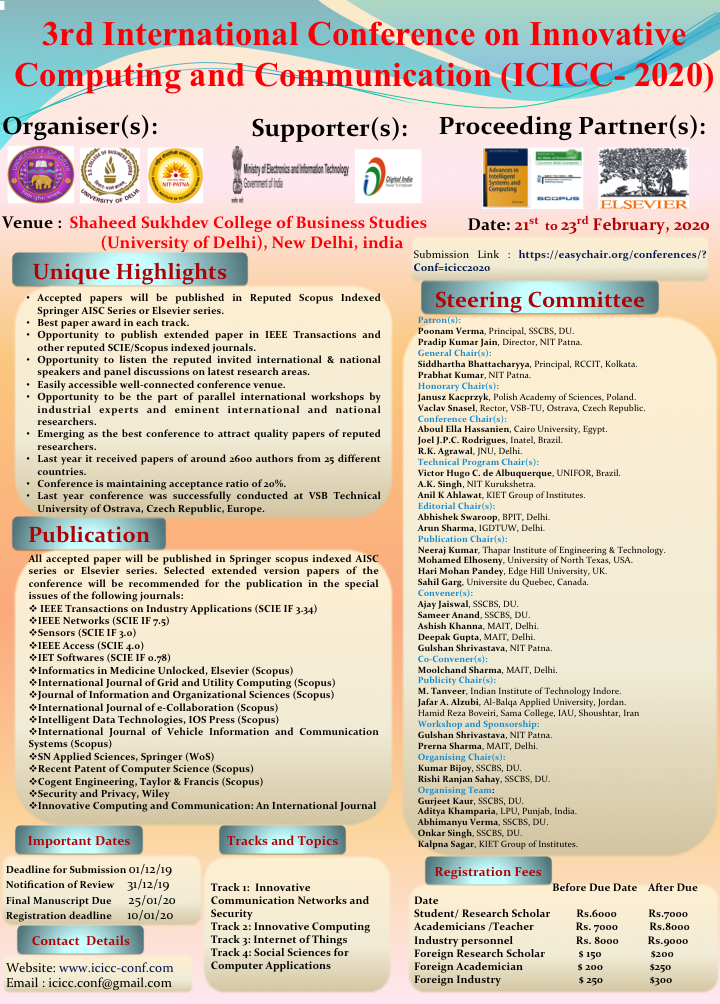 3rd International Conference on Innovative
Computing and Communication (ICICC- 2020)
Organiser(s):
Supporter(s):
Proceeding Partner(s):
S.S. COLLEGE OF BUSINESS STUDIES
UNIVERSITY OF DELHI
NIT-PATNA
Ministry of Electronics and Information Technology
Government of India
Digital India
Power To Empower
Advances in
Intelligent
Systems and
Computing
SCOPUS
ELSEVIER
Venue : Shaheed Sukhdev College of Business Studies
(University of Delhi), New Delhi, india
Date: 21st to 23rd February, 2020
Submission Link : https://easychair.org/conferences/?
Conf=icicc2020
Unique Highlights
• Accepted papers will be published in Reputed Scopus Indexed
Springer AISC Series or Elsevier series.
• Best paper award in each track.
• Opportunity to publish extended paper in IEEE Transactions and
other reputed SCIE/Scopus indexed journals.
• Opportunity to listen the reputed invited international & national
speakers and panel discussions on latest research areas.
• Easily accessible well-connected conference venue.
• Opportunity to be the part of parallel international workshops by
industrial experts and eminent international and national
researchers.
• Emerging as the best conference to attract quality papers of reputed
researchers.
• Last year it received papers of around 2600 authors from 25 different
countries.
• Conference is maintaining acceptance ratio of 20%.
• Last year conference was successfully conducted at VSB Technical
University of Ostrava, Czech Republic, Europe.
Publication
All accepted paper will be published in Springer scopus indexed AISC
series or Elsevier series. Selected extended version papers of the
conference will be recommended for the publication in the special
issues of the following journals:
❖ IEEE Transactions on Industry Applications (SCIE IF 3.34)
❖IEEE Networks (SCIE IF 7.5)
❖Sensors (SCIE IF 3.0)
❖IEEE Access (SCIE 4.0)
❖IET Softwares (SCIE IF 0.78)
❖Informatics in Medicine Unlocked, Elsevier (Scopus)
❖International Journal of Grid and Utility Computing (Scopus)
❖Journal of Information and Organizational Sciences (Scopus)
❖International Journal of e-Collaboration (Scopus)
❖Intelligent Data Technologies, IOS Press (Scopus)
❖International Journal of Vehicle Information and Communication
Systems (Scopus)
❖SN Applied Sciences, Springer (WoS)
❖Recent Patent of Computer Science (Scopus)
❖Cogent Engineering, Taylor & Francis (Scopus)
❖Security and Privacy, Wiley
❖Innovative Computing and Communication: An International Journal
Steering Committee
Patron(s):
Poonam Verma, Principal, SSCBS, DU.
Pradip Kumar Jain, Director, NIT Patna.
General Chair(s):
Siddhartha Bhattacharyya, Principal, RCCIT, Kolkata.
Prabhat Kumar, NIT Patna.
Honorary Chair(s):
Janusz Kacprzyk, Polish Academy of Sciences, Poland.
Vaclav Snasel, Rector, VSB-TU, Ostrava, Czech Republic.
Conference Chair(s):
Aboul Ella Hassanien, Cairo University, Egypt.
Joel J.P.C. Rodrigues, Inatel, Brazil.
R.K. Agrawal, JNU, Delhi.
Technical Program Chair(s):
Victor Hugo C. de Albuquerque, UNIFOR, Brazil.
A.K. Singh, NIT Kurukshetra.
Anil K Ahlawat, KIET Group of Institutes.
Editorial Chair(s):
Abhishek Swaroop, BPIT, Delhi.
Arun Sharma, IGDTUW, Delhi.
Publication Chair(s):
Neeraj Kumar, Thapar Institute of Engineering & Technology.
Mohamed Elhoseny, University of North Texas, USA.
Hari Mohan Pandey, Edge Hill University, UK.
Sahil Garg, Universite du Quebec, Canada.
Convener(s):
Ajay Jaiswal, SSCBS, DU.
Sameer Anand, SSCBS, DU.
Ashish Khanna, MAIT, Delhi.
Deepak Gupta, MAIT, Delhi.
Gulshan Shrivastava, NIT Patna.
Co-Convener(s):
Moolchand Sharma, MAIT, Delhi.
Publicity Chair(s):
M. Tanveer, Indian Institute of Technology Indore.
Jafar A. Alzubi, Al-Balqa Applied University, Jordan.
Hamid Reza Boveiri, Sama College, IAU, Shoushtar, Iran
Workshop and Sponsorship:
Gulshan Shrivastava, NIT Patna.
Prerna Sharma, MAIT, Delhi.
Organising Chair(s):
Kumar Bijoy, SSCBS, DU.
Rishi Ranjan Sahay, SSCBS, DU.
Organising Team:
Gurjeet Kaur, SSCBS, DU.
Aditya Khamparia, LPU, Punjab, India.
Abhimanyu Verma, SSCBS, DU.
Onkar Singh, SSCBS, DU.
Kalpna Sagar, KIET Group of Institutes.
Important Dates
Deadline for Submission 01/12/19
Notification of Review 31/12/19
Final Manuscript Due 25/01/20
Registration deadline 10/01/20
Contact Details
Website: www.icicc-conf.com
Email : icicc.conf@gmail.com
Tracks and Topics
Track 1: Innovative
Communication Networks and
Security
Track 2: Innovative Computing
Track 3: Internet of Things
Track 4: Social Sciences for
Computer Applications
Registration Fees
Before Due Date After Due
Date
Student/ Research Scholar Rs.6000 Rs.7000
Academicians /Teacher Rs. 7000 Rs.8000
Industry personnel Rs. 8000 Rs.9000
Foreign Research Scholar $ 150 $200
Foreign Academician $ 200 $250
Foreign Industry $ 250 $300